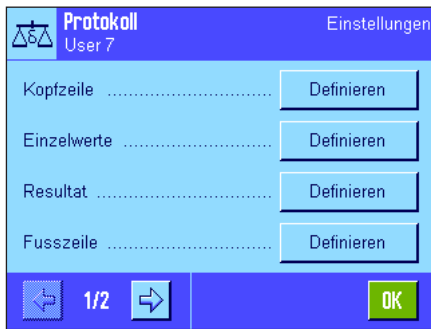 Protokoll
Einstellungen
User 7
Kopfzeile ................................ Definieren
Einzelwerte ............................. Definieren
Resultat .................................. Definieren
Fusszeile ................................ Definieren
1/2
OK